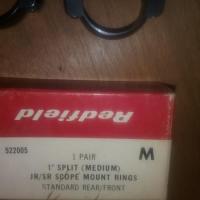 Redfield
1 PAIR
522005
M
1" SPLIT (MEDIUM)
JR/SR SCOPE MOUNT RINGS
STANDARD REAR/FRONT